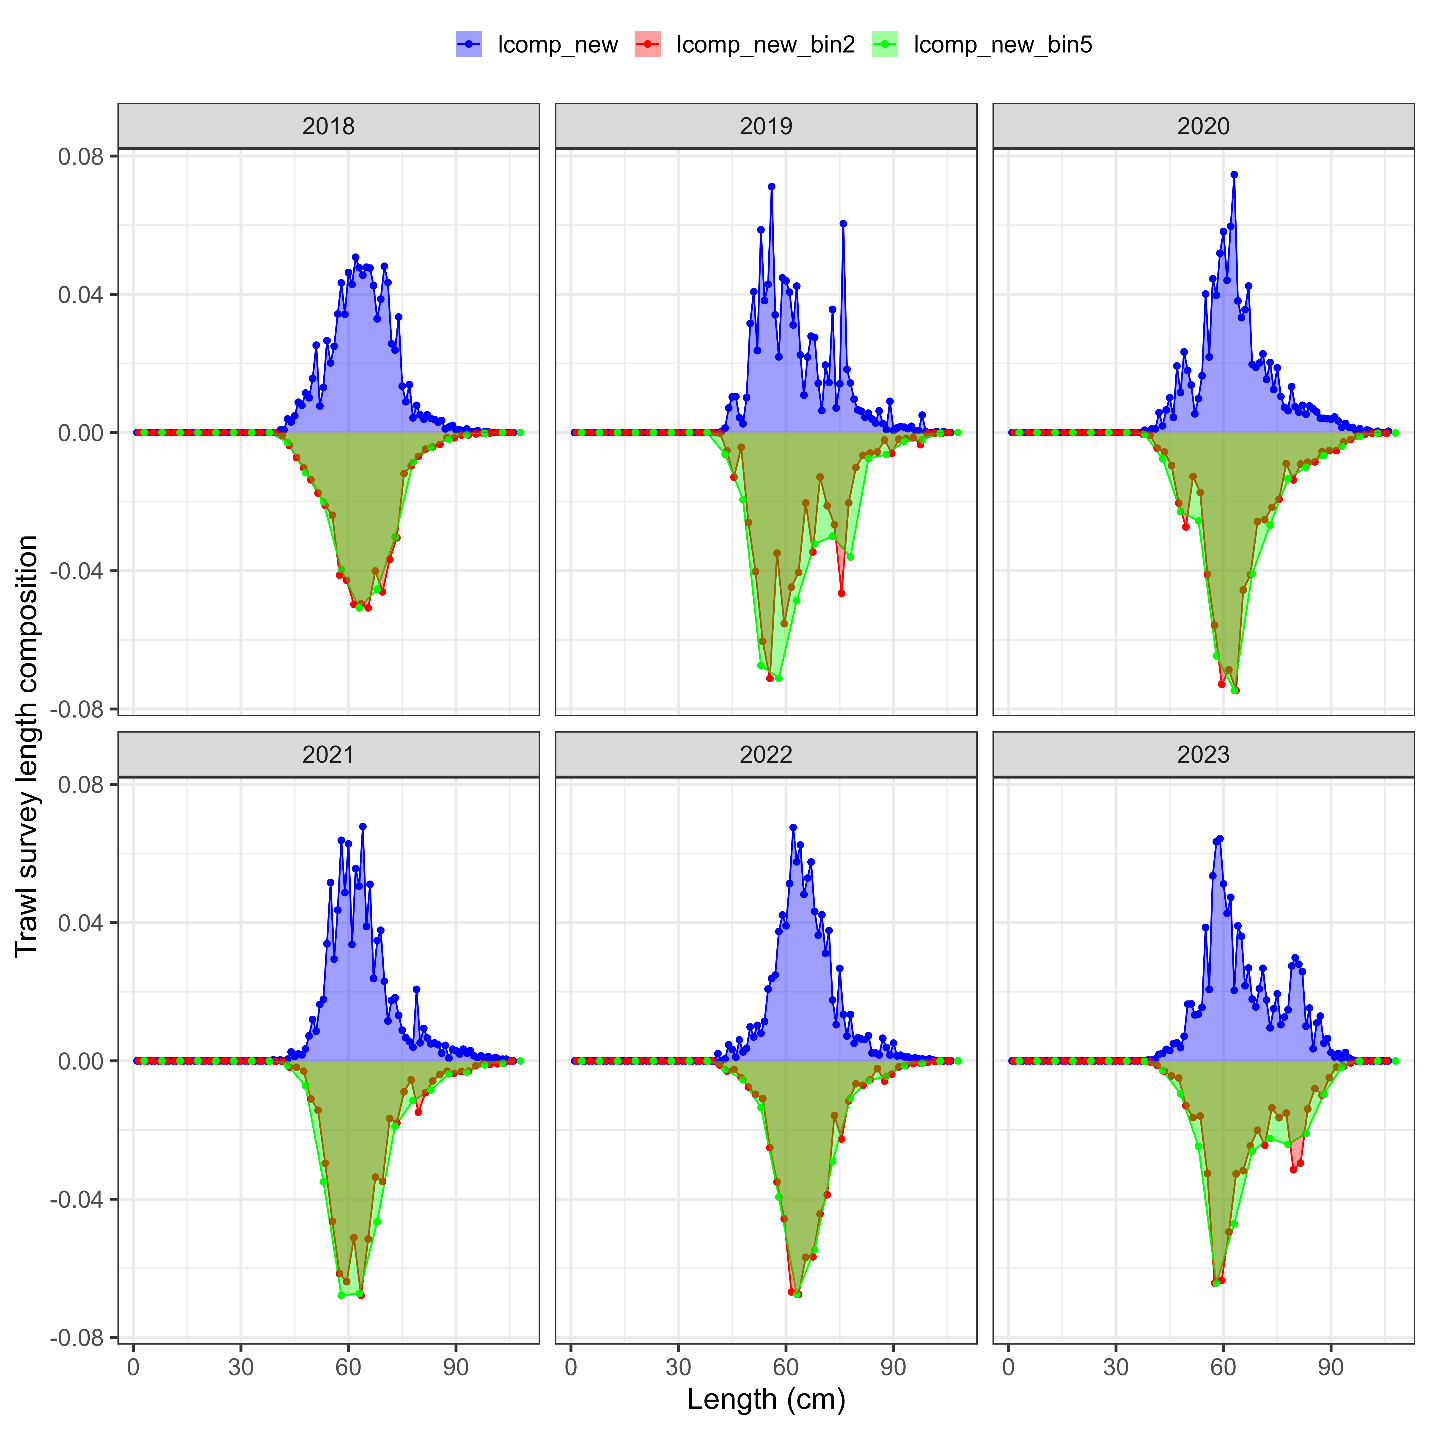 lcomp_new lcomp_new_bin2 lcomp_new_bin5
2018 2019 2020
0.08
0.04
0.00
-0.04
-0.08
2021 2022 2023
0.08
0.04
0.00
-0.04
-0.08
0 30 60 90 0 30 60 90 0 30 60 90
Length (cm)
Trawl survey length composition